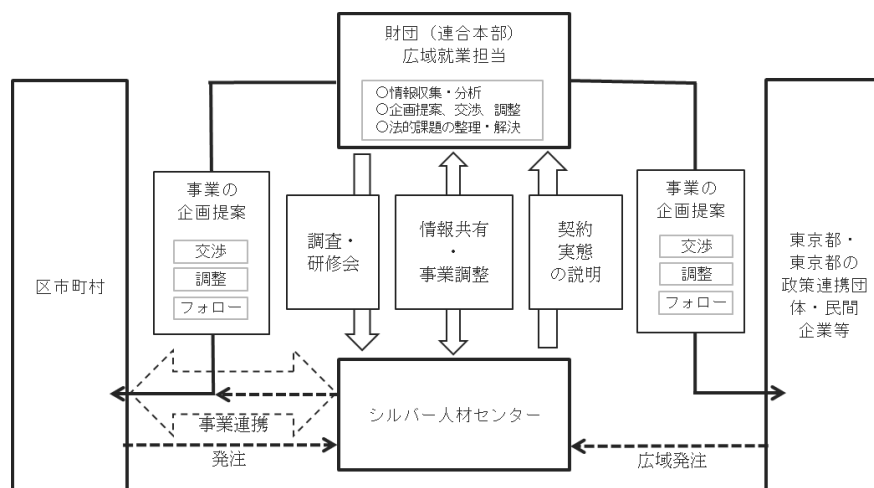 財団（連合本部）
広域就業担当
○情報収集・分析
○企画提案、交渉、調整
○法的課題の整理・解決
区市町村
事業の
企画提案
交渉
調整
フォロー
調査・
研修会
情報共有
・
事業調整
契約
実態
の説明
事業の
企画提案
交渉
調整
フォロー
東京都・
東京都の
政策連携団
体・民間
企業等
シルバー人材センター
事業連携
発注
広域発注